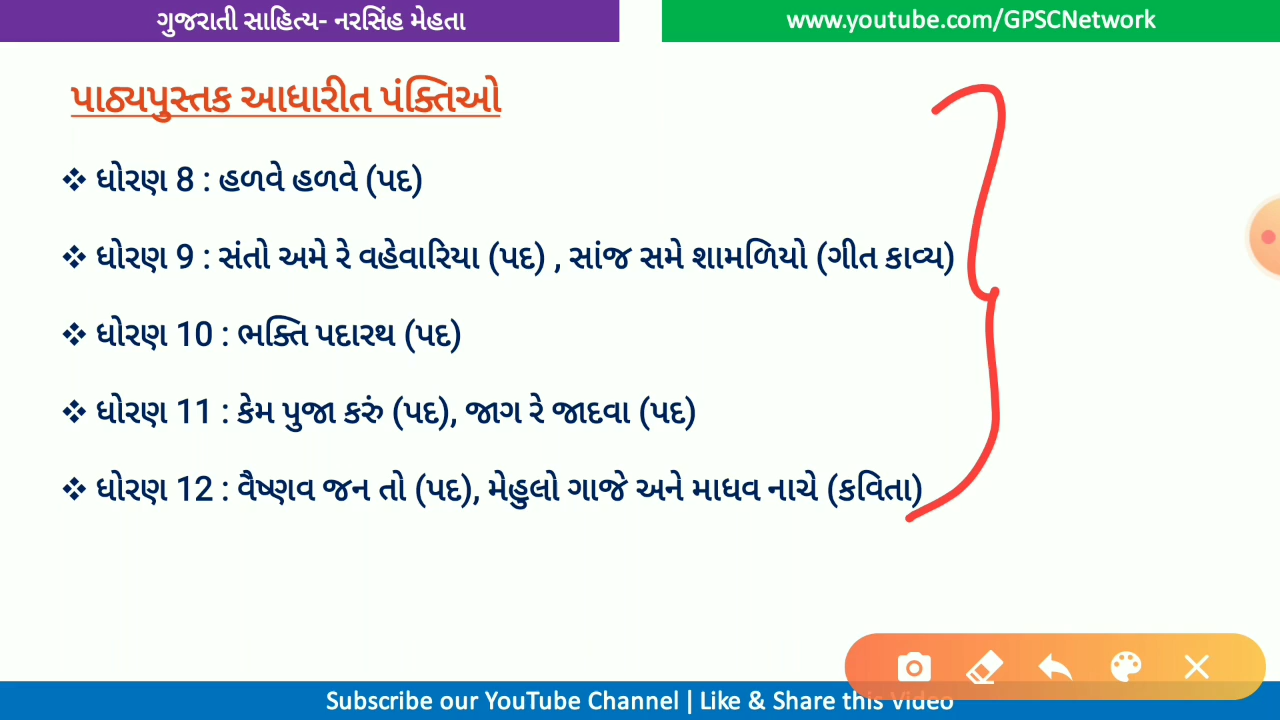 ગુજરાતી સાહિત્ય- નરસિંહ મેહતા
www.youtube.com/GPSCNetwork
પાઠ્યપુસ્તક આધારીત પંક્તિઓ
❖ ધોરણ 8 : હળવે હળવે (પદ)
❖ ધોરણ 9 : સંતો અમે રે વહેવારિયા (પદ) , સાંજ સમે શામળિયો (ગીત કાવ્ય)
❖ ધોરણ 10 : ભક્તિ પદારથ (પદ)
❖ ધોરણ 11 : કેમ પુજા કરું (પદ), જાગ રે જાદવા (પદ)
❖ ધોરણ 12 : વૈષ્ણવ જન તો (પદ), મેહુલો ગાજે અને માધવ નાચે (કવિતા)
Subscribe our YouTube Channel | Like & Share this Video